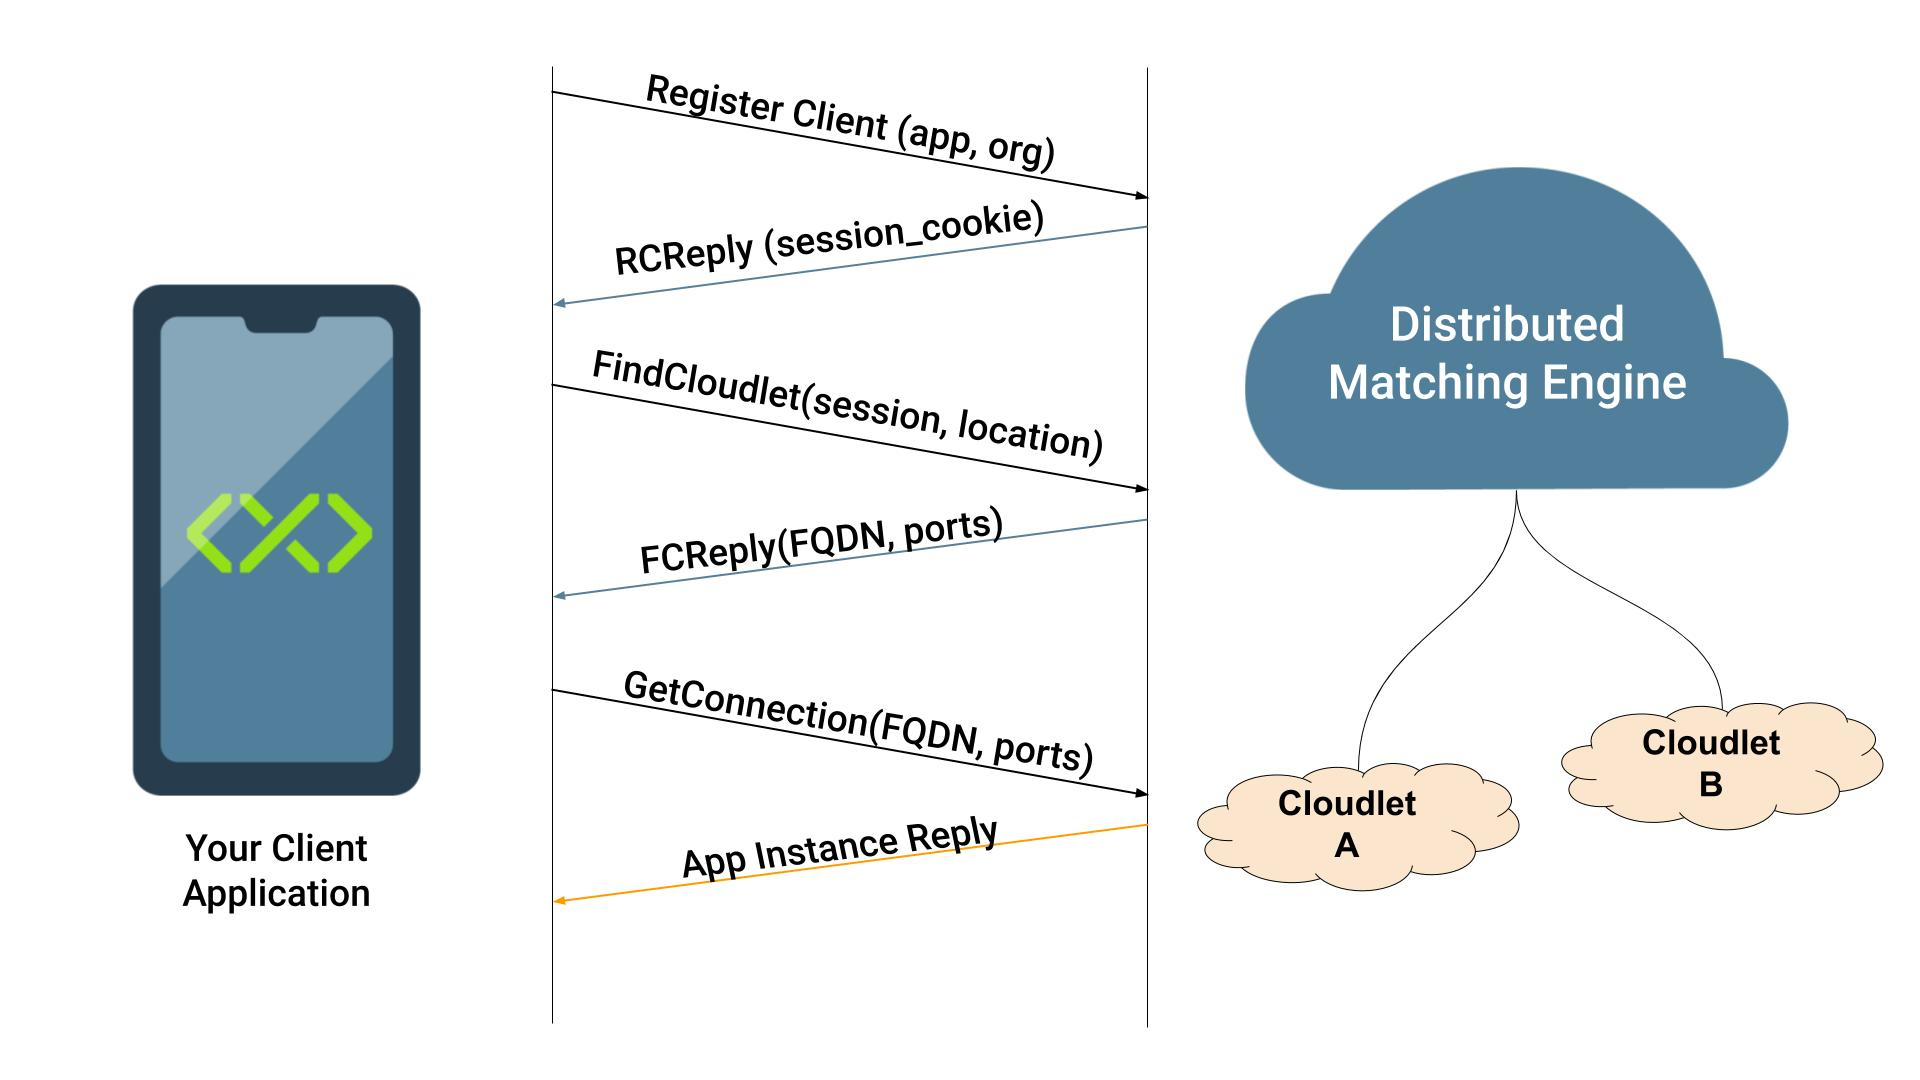 Register Client (app, org)
RCReply (session_cookie)
FindCloudlet(session, location)
FCReply(FQDN, ports)
GetConnection(FQDN, ports)
App Instance Reply
Your Client
Application
Distributed
Matching Engine
Cloudlet
A
Cloudlet
B